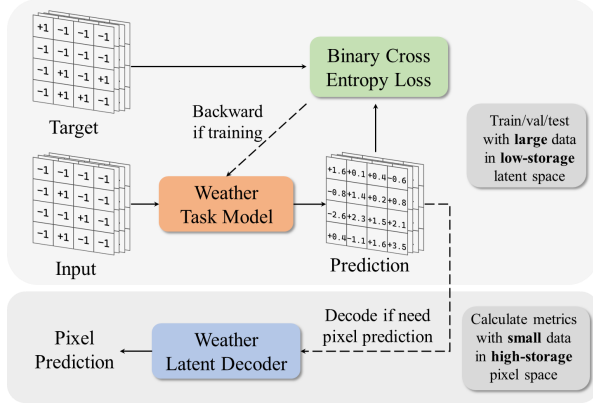 +1 −1 −1 −1
−1 −1 −1 −1
−1 −1 +1 −1
−1 +1 +1 −1
Target
Binary Cross
Entropy Loss
Backward
if training
Train/val/test
with large data
in low-storage
latent space
−1 +1 −1 −1
−1 −1 −1 −1
−1 −1 +1 −1
−1 +1 −1 −1
Input
Weather
Task Model
+1.6 +0.1 +0.4 −0.6
−0.8 +1.4 +0.2 +0.8
−2.6 +2.3 +1.5 +2.1
+0.4 −1.1 +1.6 +3.5
Prediction
Decode if need
pixel prediction
Pixel
Prediction
Weather
Latent Decoder
Calculate metrics
with small data
in high-storage
pixel space